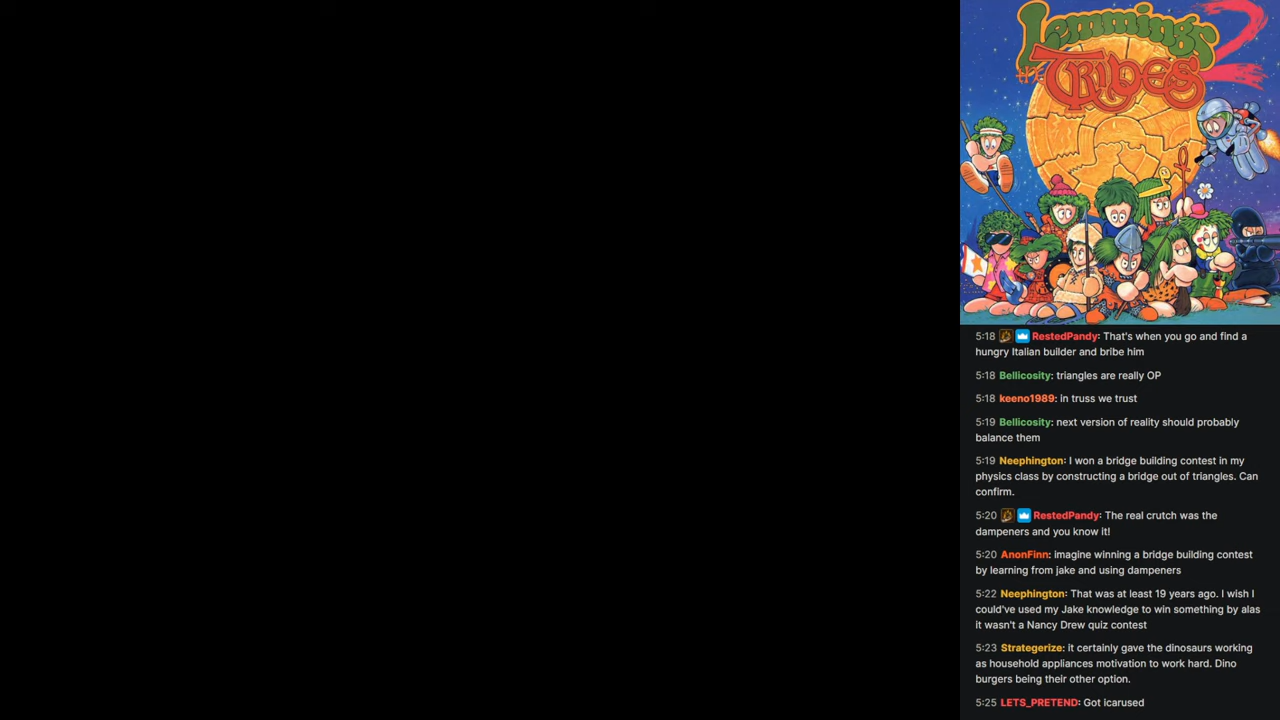 Lemmings 2
THE TRIBES
5:18 RestedPandy: That's when you go and find a
hungry Italian builder and bribe him
5:18 Bellicosity: triangles are really OP
5:18 keeno1989: in truss we trust
5:19 Bellicosity: next version of reality should probably
balance them
5:19 Neephington: I won a bridge building contest in my
physics class by constructing a bridge out of triangles. Can
confirm.
5:20 RestedPandy: The real crutch was the
dampeners and you know it!
5:20 AnonFinn: imagine winning a bridge building contest
by learning from jake and using dampeners
5:22 Neephington: That was at least 19 years ago. I wish I
could've used my Jake knowledge to win something by alas
it wasn't a Nancy Drew quiz contest
5:23 Strategerize: it certainly gave the dinosaurs working
as household appliances motivation to work hard. Dino
burgers being their other option.
5:25 LETS_PRETEND: Got icarused